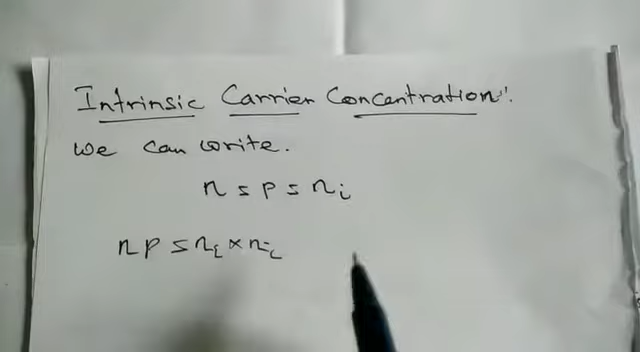 Intrinsic Carrier Concentration:
We can write.
n = p = ni
np = ni × ni